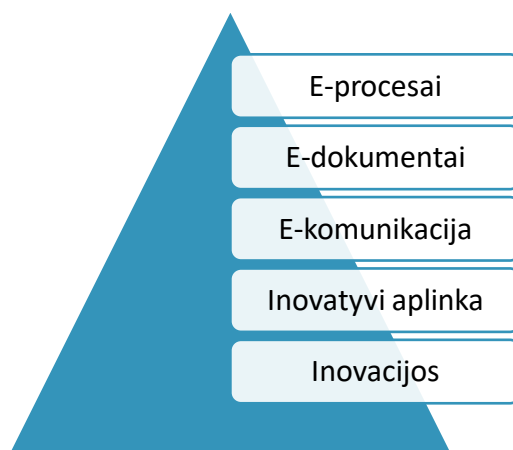 E-procesai
E-dokumentai
E-komunikacija
Inovatyvi aplinka
Inovacijos